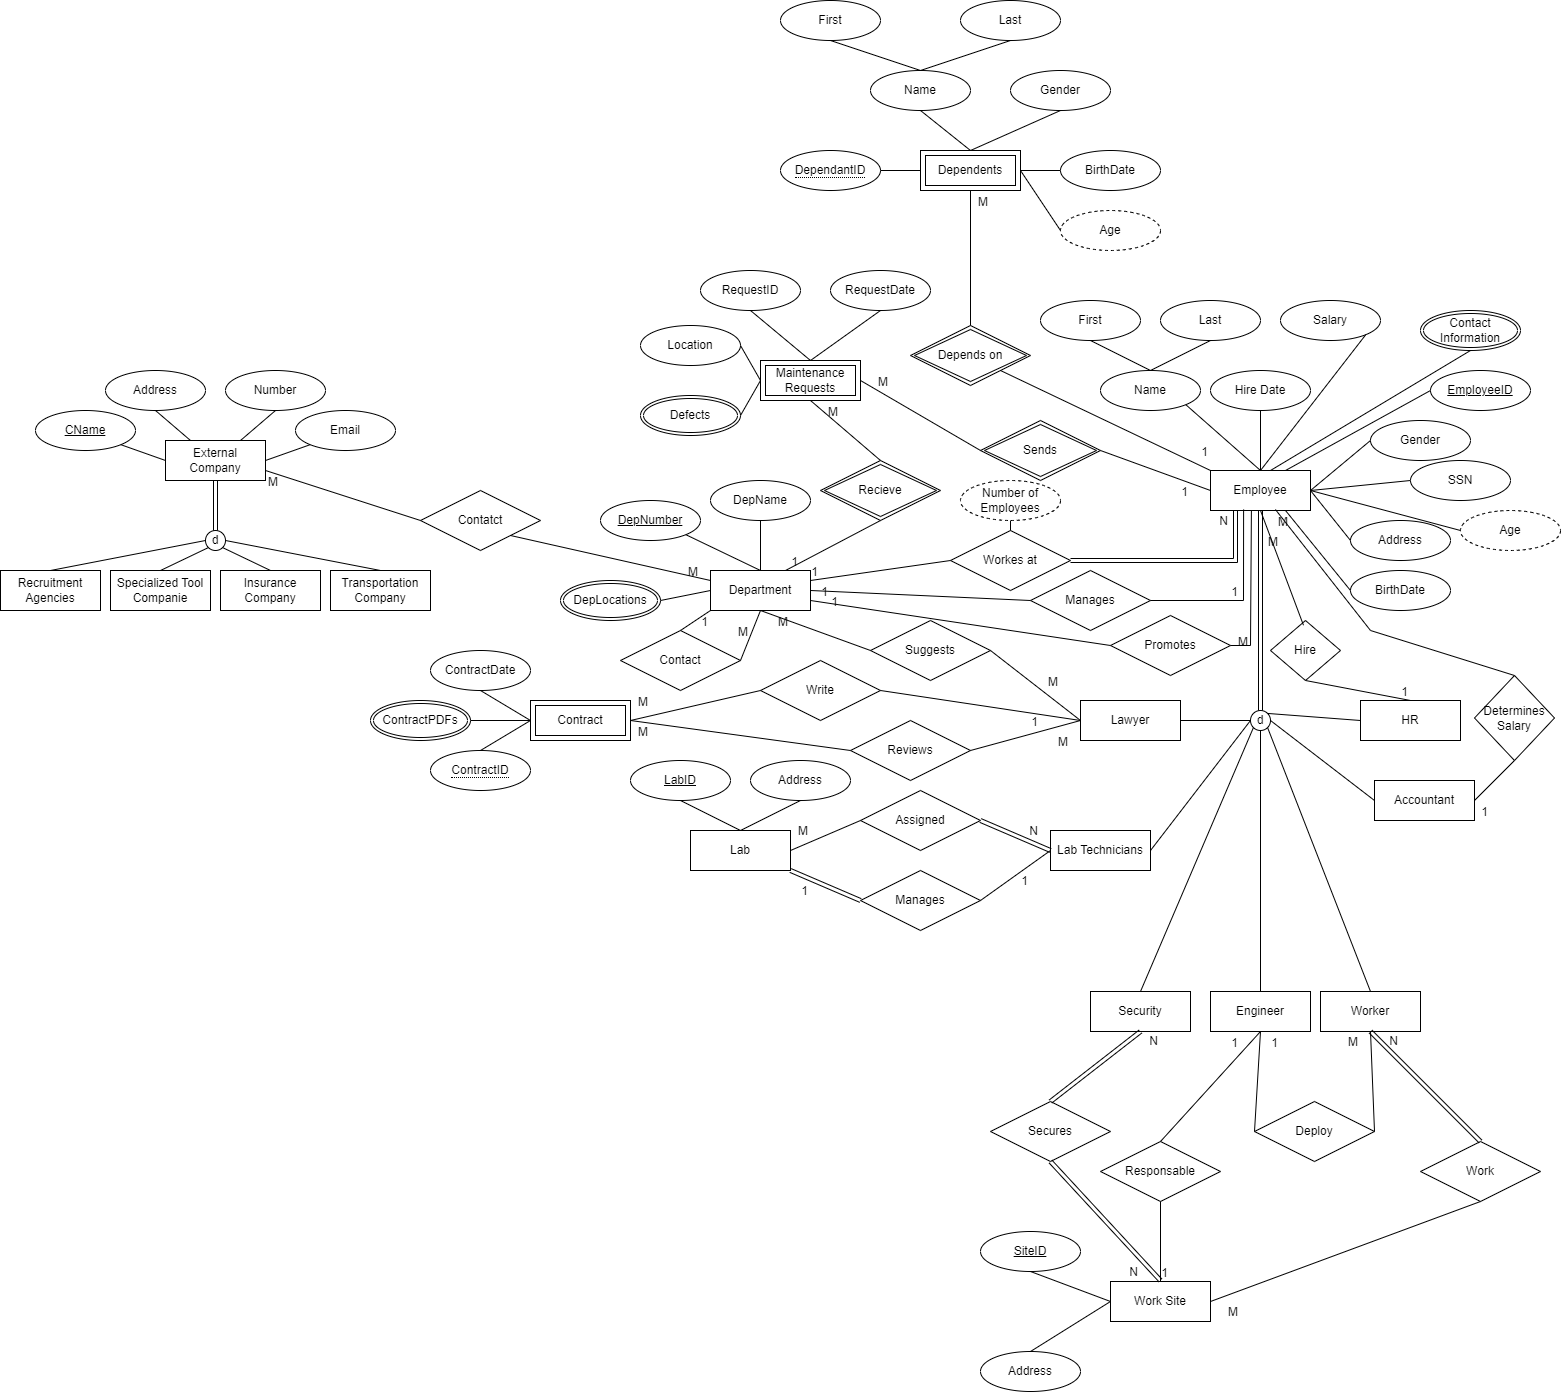 First
Last
Name
Gender
DependantID
Dependents
BirthDate
M
Age
RequestID
RequestDate
Location
Maintenance
Requests
M
Defects
M
Depends on
First
Last
Salary
Contact
Information
Name
Hire Date
EmployeeID
Address
Number
CName
Email
External
Company
M
Sends
1
Gender
Recieve
1
Employee
SSN
Number of
Employees
N
M
M
Age
Address
BirthDate
Contatct
DepNumber
DepName
d
Recruitment
Agencies
Specialized Tool
Companie
Insurance
Company
Transportation
Company
M
1
1
Workes at
DepLocations
Department
1
1
Manages
1
1
M
M
Contact
Suggests
Promotes
M
Hire
ContractDate
M
Write
M
1
ContractPDFs
Contract
M
Reviews
1
M
Lawyer
d
HR
Determines
Salary
ContractID
LabID
Address
Accountant
1
Lab
M
Assigned
N
Lab Technicians
1
Manages
1
Security
Engineer
Worker
N
1
1
M
N
Secures
Responsable
Deploy
Work
SiteID
N
1
Work Site
M
Address